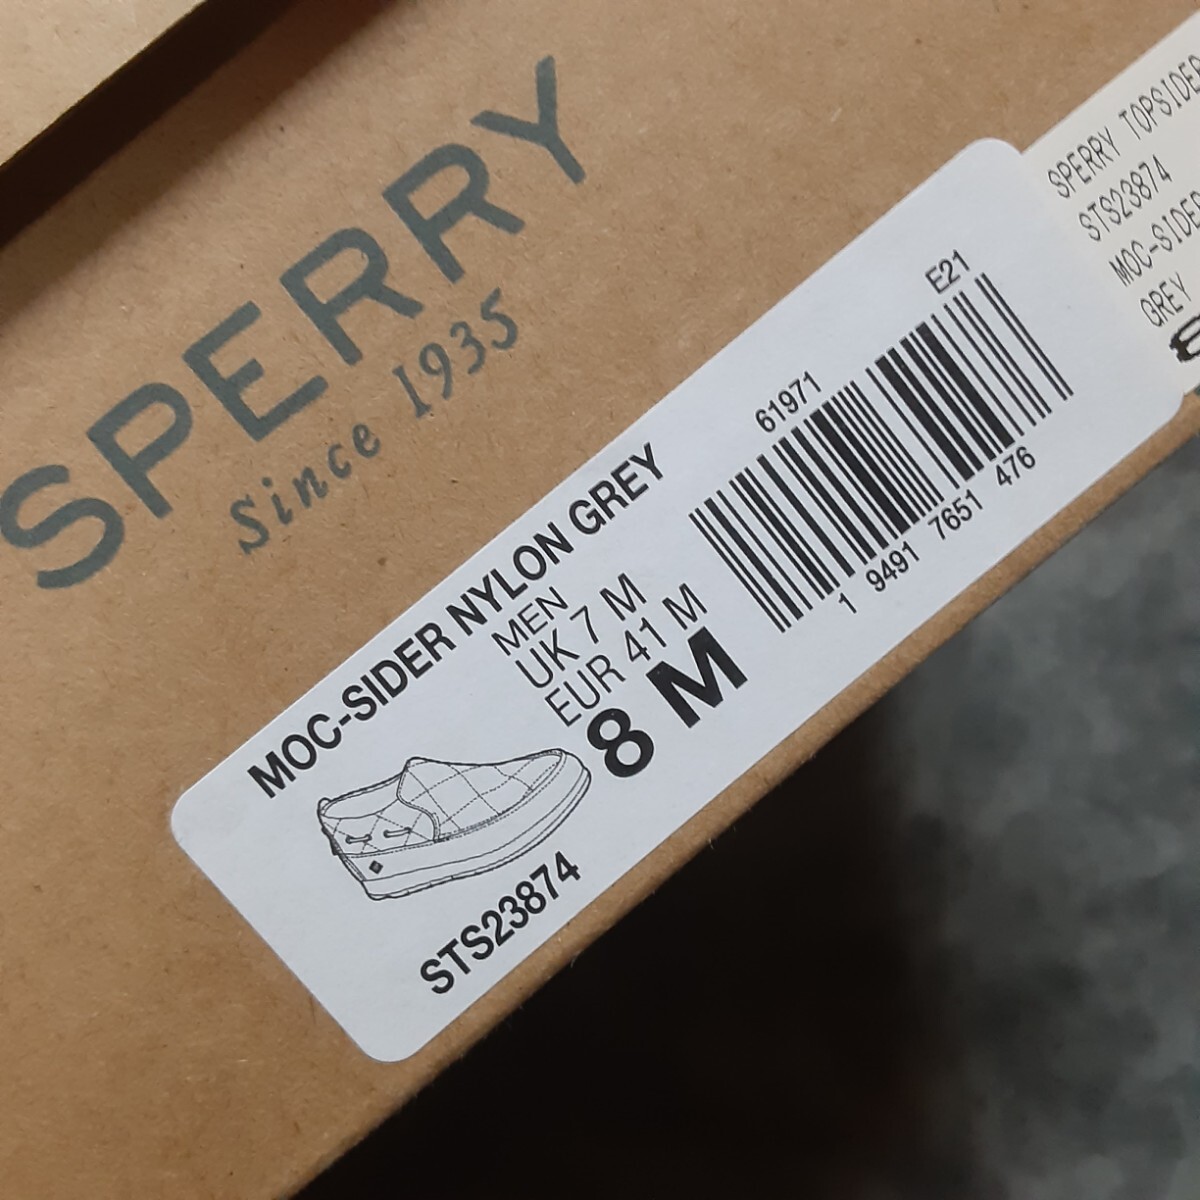 SPERRY
Since 1935
MOC-SIDER NYLON GREY
MEN
UK 7 M
EUR 41 M
8 M
STS23874
61971
E21
1 9491 7651 476
SPERRY TOPSIDER
STS23874
MOC-SIDER
GREY